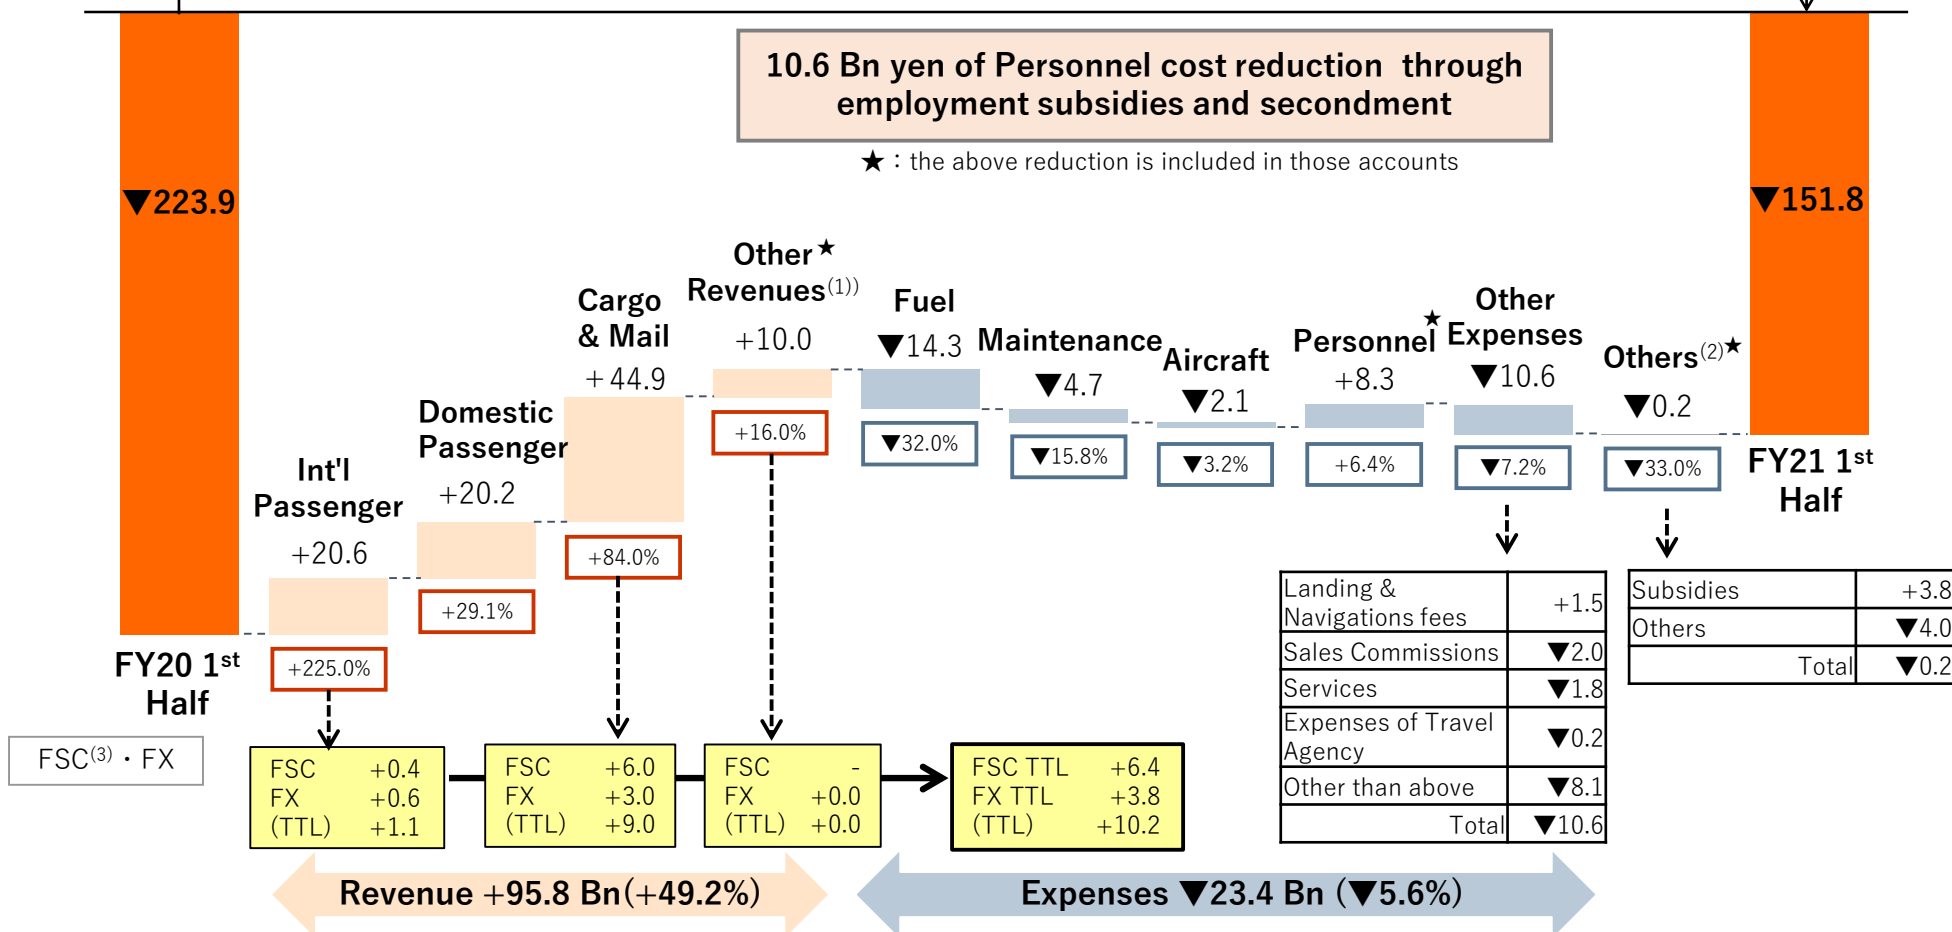 10.6 Bn yen of Personnel cost reduction through
employment subsidies and secondment
★：the above reduction is included in those accounts
▼223.9
▼151.8
Int'l
Passenger
+20.6
+225.0%
Domestic
Passenger
+20.2
+29.1%
Cargo
& Mail
+44.9
+84.0%
Other★
Revenues(1))
+10.0
+16.0%
Fuel
▼14.3
▼32.0%
Maintenance
▼4.7
▼15.8%
Aircraft
▼2.1
▼3.2%
Personnel★
+8.3
+6.4%
Other
Expenses
▼10.6
▼7.2%
Others(2)★
▼0.2
▼33.0%
FY20 1st
Half
FY21 1st
Half
Landing &
Navigations fees +1.5
Sales Commissions ▼2.0
Services ▼1.8
Expenses of Travel
Agency ▼0.2
Other than above ▼8.1
Total ▼10.6
Subsidies +3.8
Others ▼4.0
Total ▼0.2
FSC(3)・FX
FSC +0.4
FX +0.6
(TTL) +1.1
FSC +6.0
FX +3.0
(TTL) +9.0
FSC -
FX +0.0
(TTL) +0.0
FSC TTL +6.4
FX TTL +3.8
(TTL) +10.2
Revenue +95.8 Bn(+49.2%)
Expenses ▼23.4 Bn (▼5.6%)